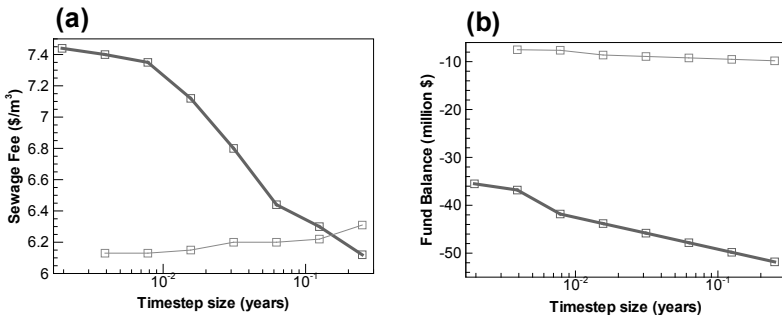 (a)
Sewage Fee ($/m³)
7.4
7.2
7
6.8
6.6
6.4
6.2
6
10⁻²
10⁻¹
Timestep size (years)
(b)
Fund Balance (million $)
-10
-20
-30
-40
-50
10⁻²
10⁻¹
Timestep size (years)